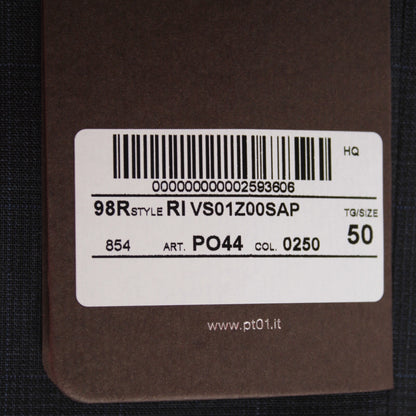 HQ
000000000002593606
98R STYLE RI VS01Z00SAP TG/SIZE
854 ART. PO44 COL. 0250 50
www.pt01.it